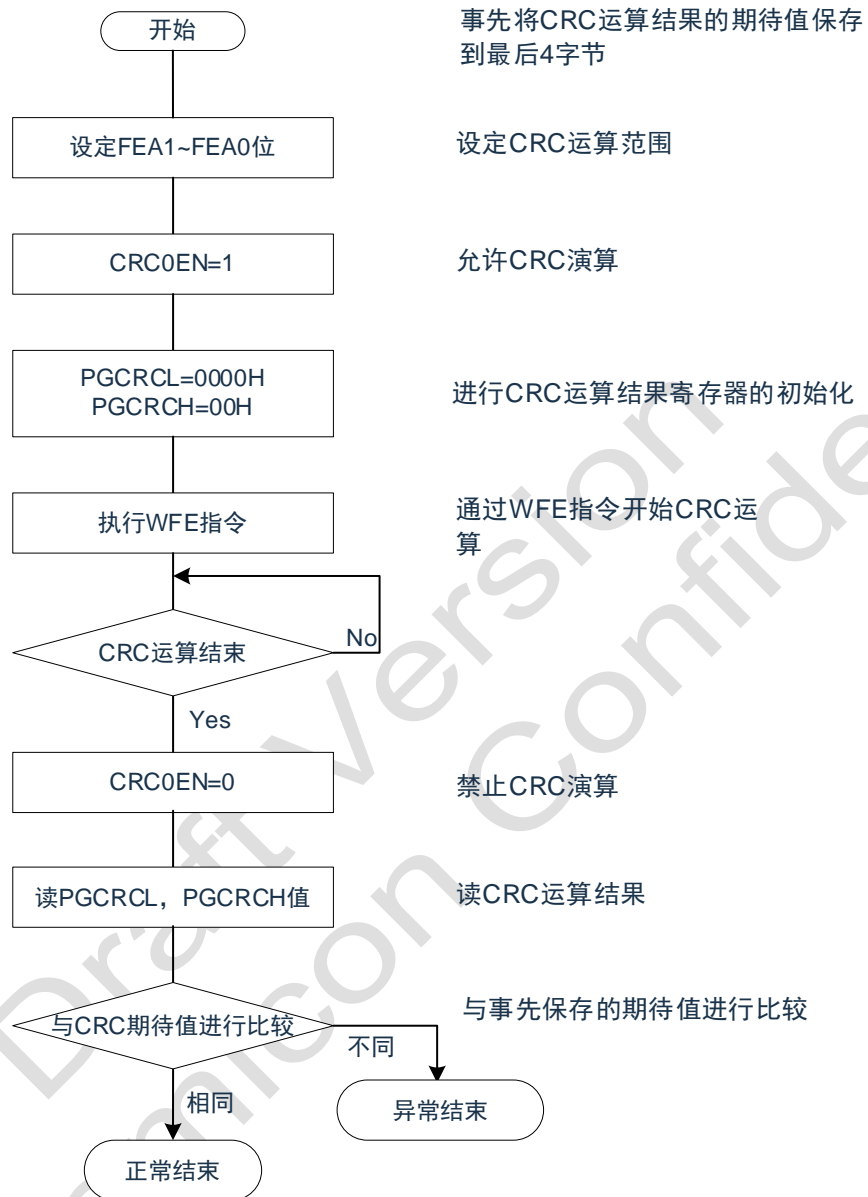 开始
事先将CRC运算结果的期待值保存
到最后4字节
设定FEA1~FEA0位
设定CRC运算范围
CRC0EN=1
允许CRC演算
PGCRCL=0000H
PGCRCH=00H
进行CRC运算结果寄存器的初始化
执行WFE指令
通过WFE指令开始CRC运
算
CRC运算结束
No
Yes
CRC0EN=0
禁止CRC演算
读PGCRCL，PGCRCH值
读CRC运算结果
与CRC期待值进行比较
与事先保存的期待值进行比较
不同
相同
异常结束
正常结束
Draft Version